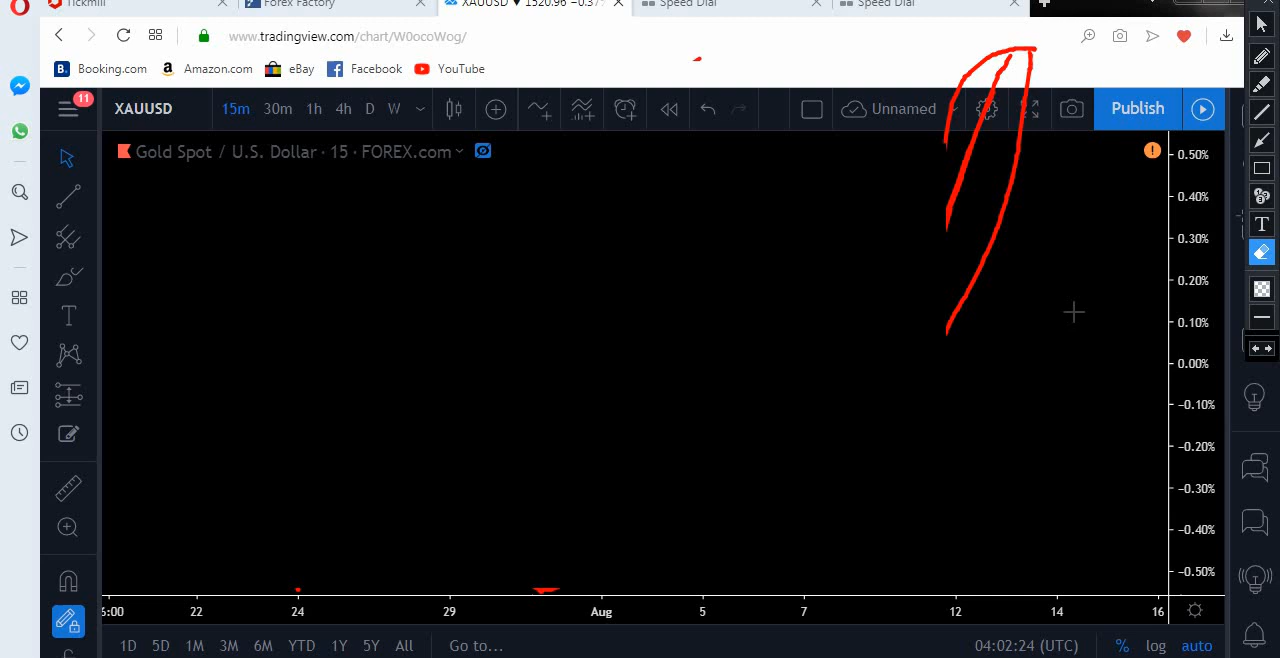 Tickmill
Forex Factory
XAUUSD ▼ 1520.96 −0.37%
Speed Dial
Speed Dial
www.tradingview.com/chart/W0ocoWog/
B. Booking.com
a Amazon.com
eBay
Facebook
YouTube
11
XAUUSD
15m 30m 1h 4h D W
Unnamed
Publish
Gold Spot / U.S. Dollar · 15 · FOREX.com
0.50%
0.40%
0.30%
0.20%
0.10%
0.00%
−0.10%
−0.20%
−0.30%
−0.40%
−0.50%
T
T
6:00 22 24 29 Aug 5 7 12 14 16
1D 5D 1M 3M 6M YTD 1Y 5Y All
Go to...
04:02:24 (UTC)
% log auto